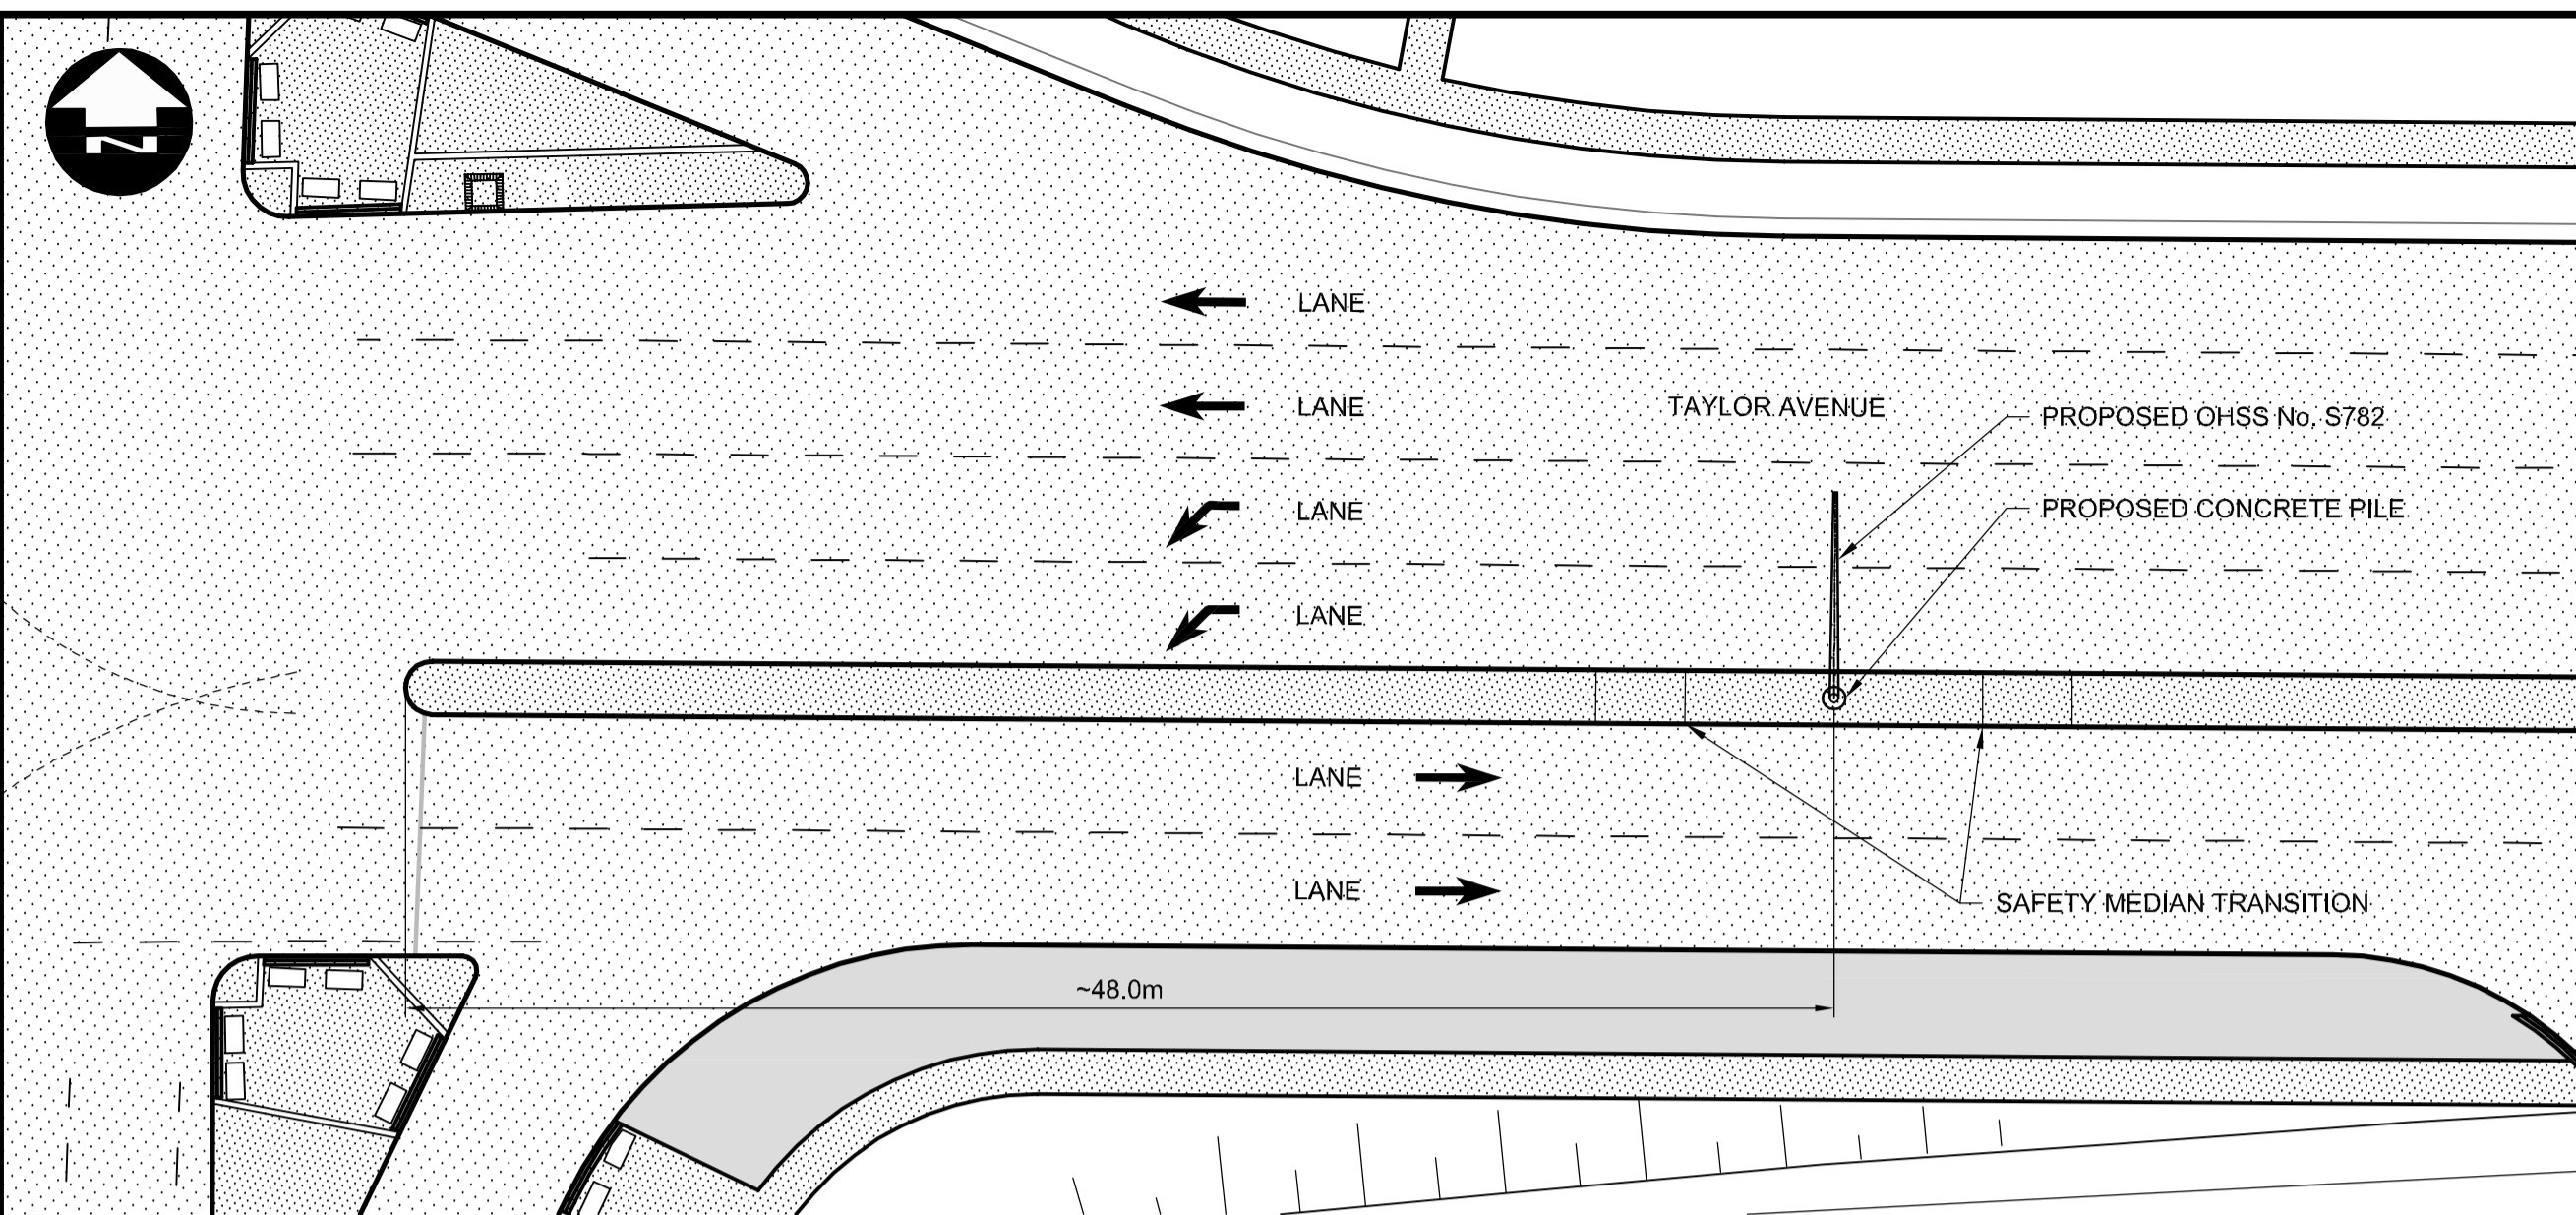 N
LANE
LANE
TAYLOR AVENUE
PROPOSED OHSS No. S782
LANE
PROPOSED CONCRETE PILE
LANE
LANE
LANE
SAFETY MEDIAN TRANSITION
~48.0m